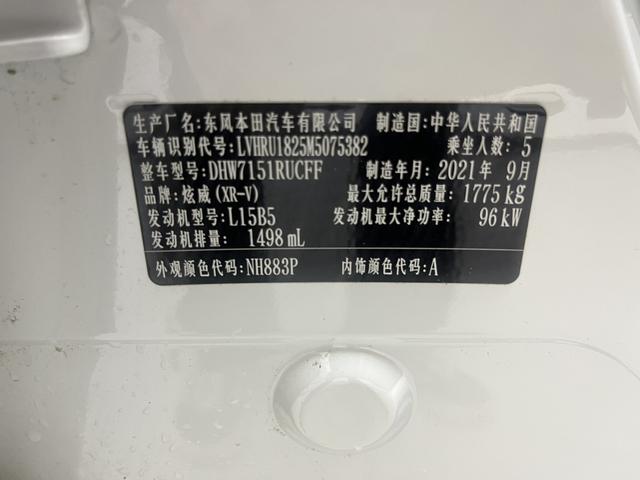 生产厂名:东风本田汽车有限公司 制造国:中华人民共和国
车辆识别代号:LVHRU1825M5075382 乘坐人数:5
整车型号:DHW7151RUCFF 制造年月:2021年9月
品牌:炫威(XR-V) 最大允许总质量:1775kg
发动机型号:L15B5 发动机最大净功率:96kW
发动机排量:1498mL
外观颜色代码:NH883P 内饰颜色代码:A